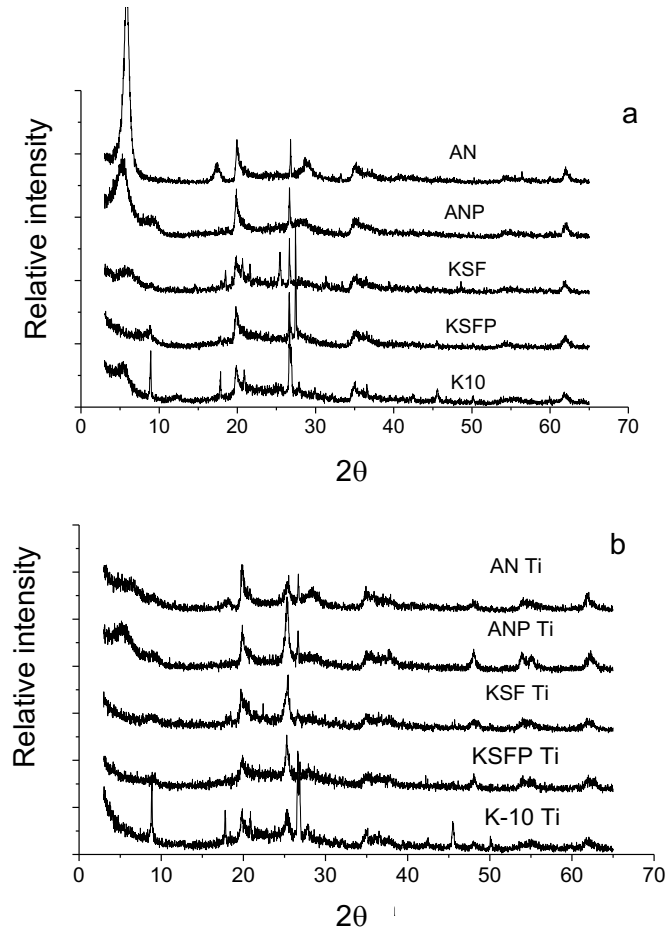 a
AN
ANP
KSF
KSFP
K10
Relative intensity
0 10 20 30 40 50 60 70
2θ
b
AN Ti
ANP Ti
KSF Ti
KSFP Ti
K-10 Ti
Relative intensity
0 10 20 30 40 50 60 70
2θ